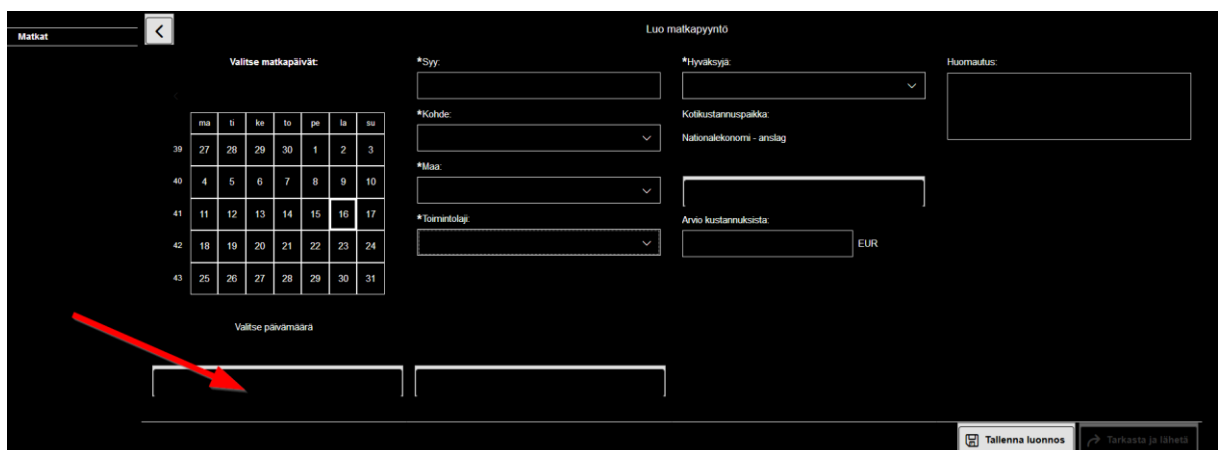 Matkat
Luo matkapyyntö
Valitse matkapäivät:
ma ti ke to pe la su
39 27 28 29 30 1 2 3
40 4 5 6 7 8 9 10
41 11 12 13 14 15 16 17
42 18 19 20 21 22 23 24
43 25 26 27 28 29 30 31
Valitse päivämäärä
*Syy:
*Kohde:
*Maa:
*Toimintolaji:
*Hyväksyjä:
Kotikustannuspaikka:
Nationalekonomi - anslag
Arvio kustannuksista:
EUR
Huomautus:
Tallenna luonnos
Tarkasta ja lähetä